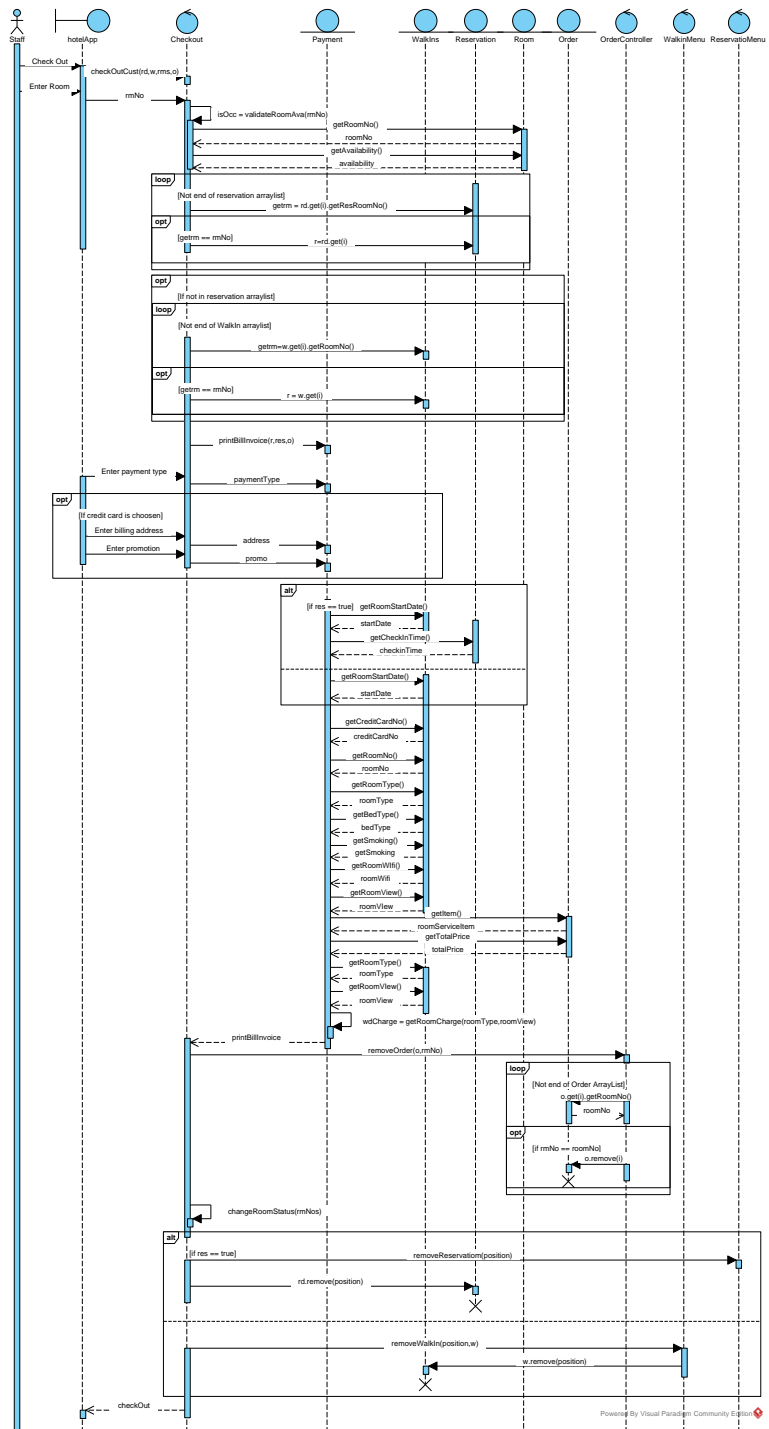 Staff
hotelApp
Checkout
Payment
WalkIns
Reservation
Room
Order
OrderController
WalkinMenu
ReservatioMenu
Check Out
checkOutCust(rd,w,rms,o)
Enter Room
rmNo
isOcc = validateRoomAva(rmNo)
getRoomNo()
roomNo
getAvailability()
availability
loop
[Not end of reservation arraylist]
getrm = rd.get(i).getResRoomNo()
opt
[getrm == rmNo]
r=rd.get(i)
opt
[If not in reservation arraylist]
loop
[Not end of WalkIn arraylist]
getrm=w.get(i).getRoomNo()
opt
[getrm == rmNo]
r = w.get(i)
printBillInvoice(r,res,o)
Enter payment type
paymentType
opt
[If credit card is choosen]
Enter billing address
address
Enter promotion
promo
alt
[if res == true]
getRoomStartDate()
startDate
getCheckInTime()
checkinTime
getRoomStartDate()
startDate
getCreditCardNo()
creditCardNo
getRoomNo()
roomNo
getRoomType()
roomType
getBedType()
bedType
getSmoking()
getSmoking
getRoomWIfi()
roomWifi
getRoomView()
roomVIew
getItem()
roomServiceItem
getTotalPrice
totalPrice
getRoomType()
roomType
getRoomVIew()
roomView
wdCharge = getRoomCharge(roomType,roomView)
printBillInvoice
removeOrder(o,rmNo)
loop
[Not end of Order ArrayList]
o.get(i).getRoomNo()
roomNo
opt
[if rmNo == roomNo]
o.remove(i)
changeRoomStatus(rmNos)
alt
[if res == true]
removeReservatiom(position)
rd.remove(position)
removeWalkIn(position,w)
w.remove(position)
checkOut
Powered By Visual Paradigm Community Edition